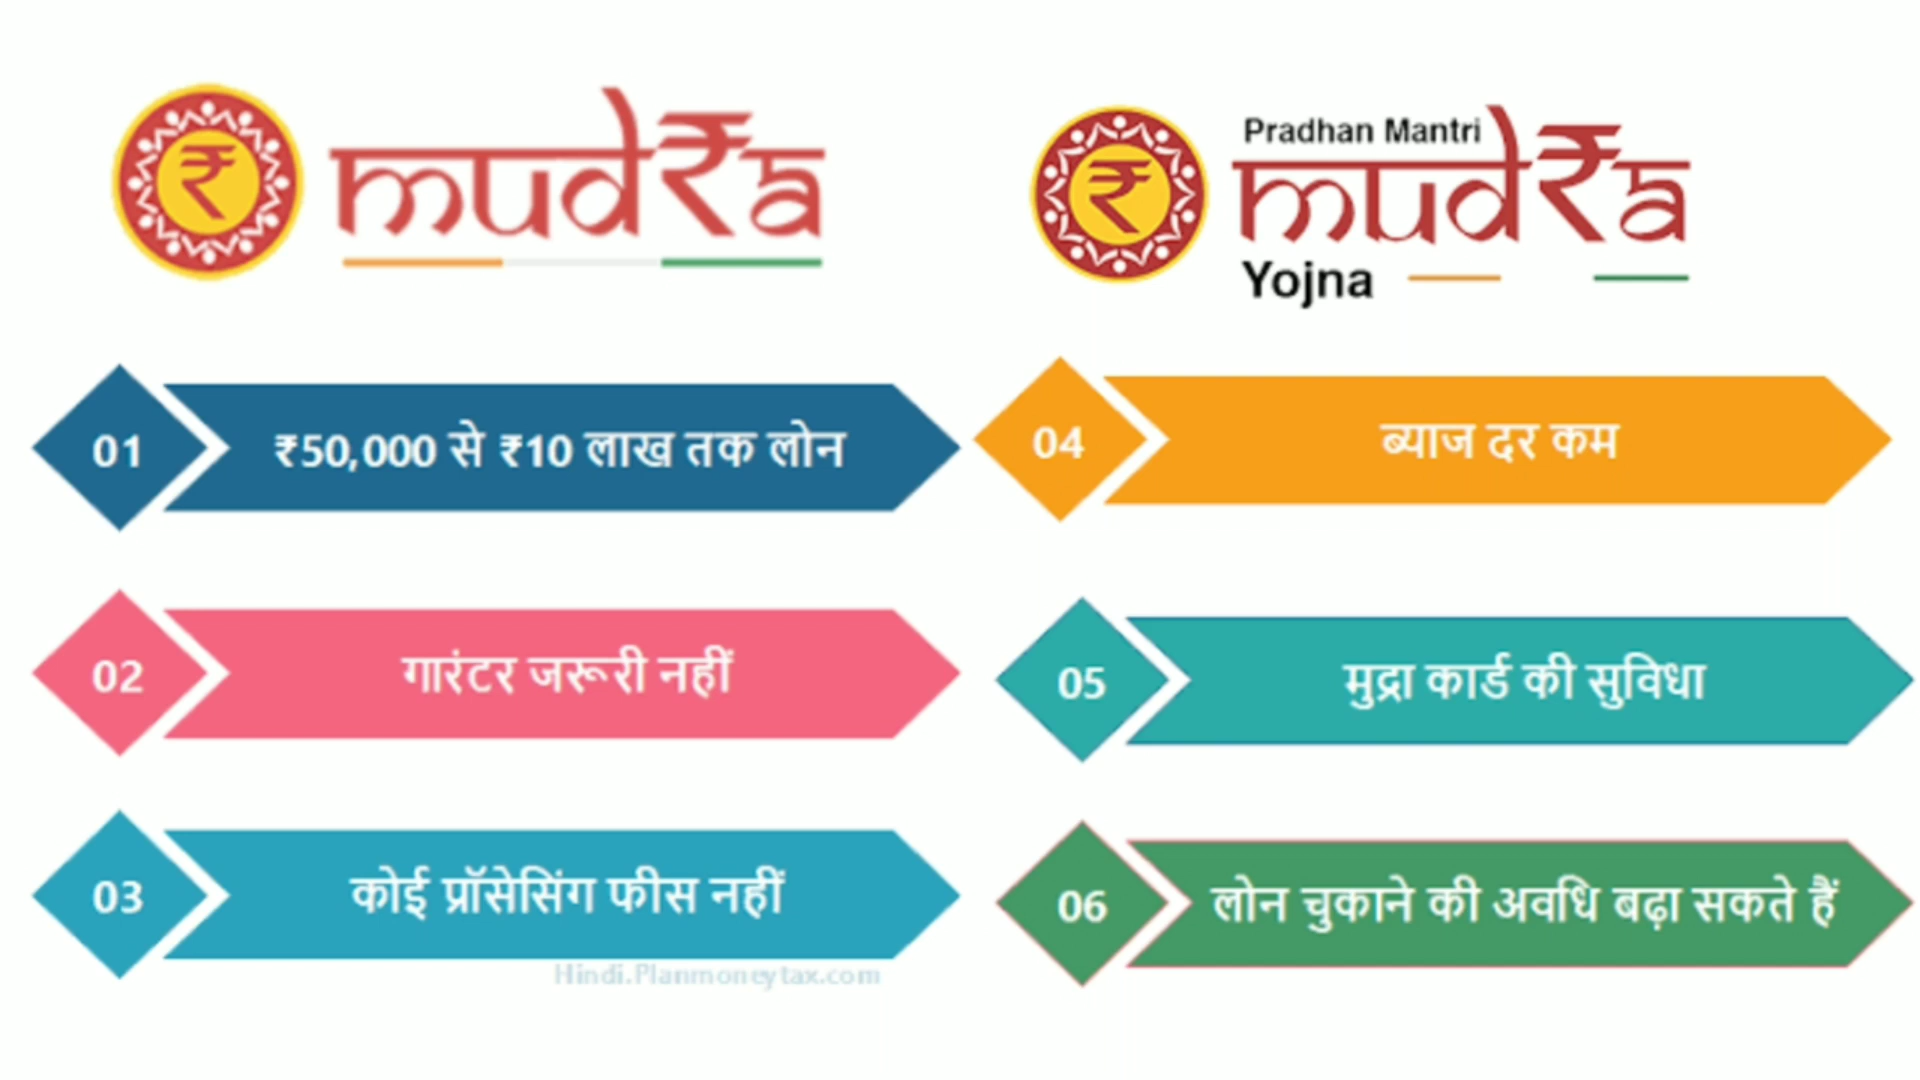 mudRa
Pradhan Mantri
mudRa
Yojna
01
₹50,000 से ₹10 लाख तक लोन
02
गारंटर जरूरी नहीं
03
कोई प्रॉसेसिंग फीस नहीं
04
ब्याज दर कम
05
मुद्रा कार्ड की सुविधा
06
लोन चुकाने की अवधि बढ़ा सकते हैं
Hindi.Planmoneytax.com